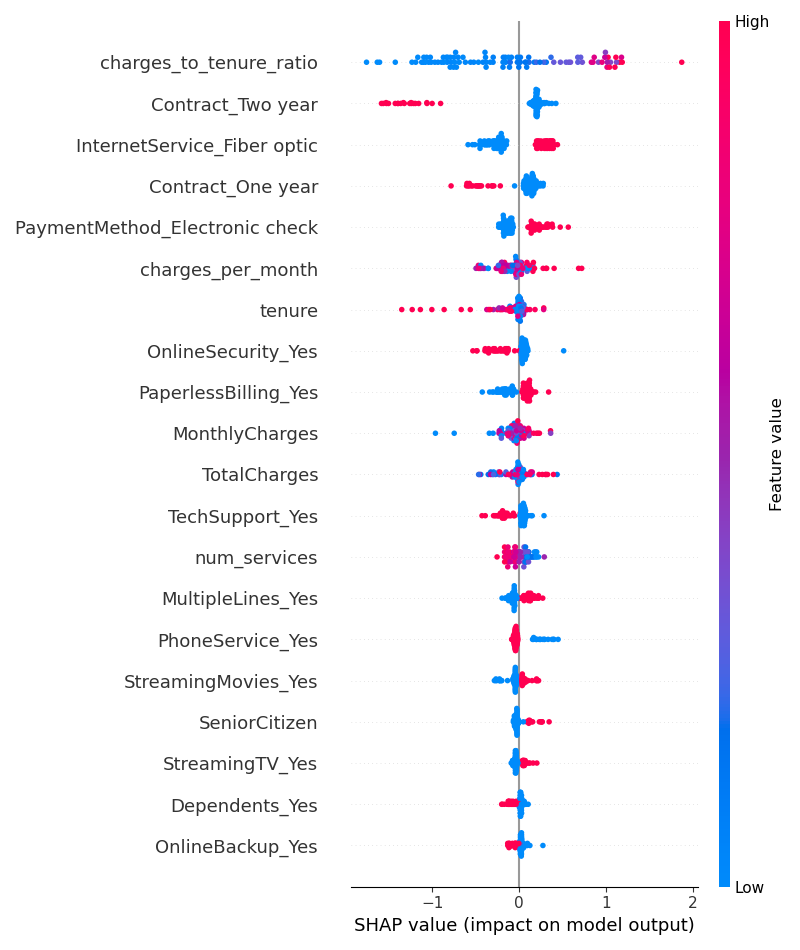 High
charges_to_tenure_ratio
Contract_Two year
InternetService_Fiber optic
Contract_One year
PaymentMethod_Electronic check
charges_per_month
tenure
OnlineSecurity_Yes
PaperlessBilling_Yes
MonthlyCharges
TotalCharges
TechSupport_Yes
num_services
MultipleLines_Yes
PhoneService_Yes
StreamingMovies_Yes
SeniorCitizen
StreamingTV_Yes
Dependents_Yes
OnlineBackup_Yes
Feature value
Low
−1 0 1 2
SHAP value (impact on model output)